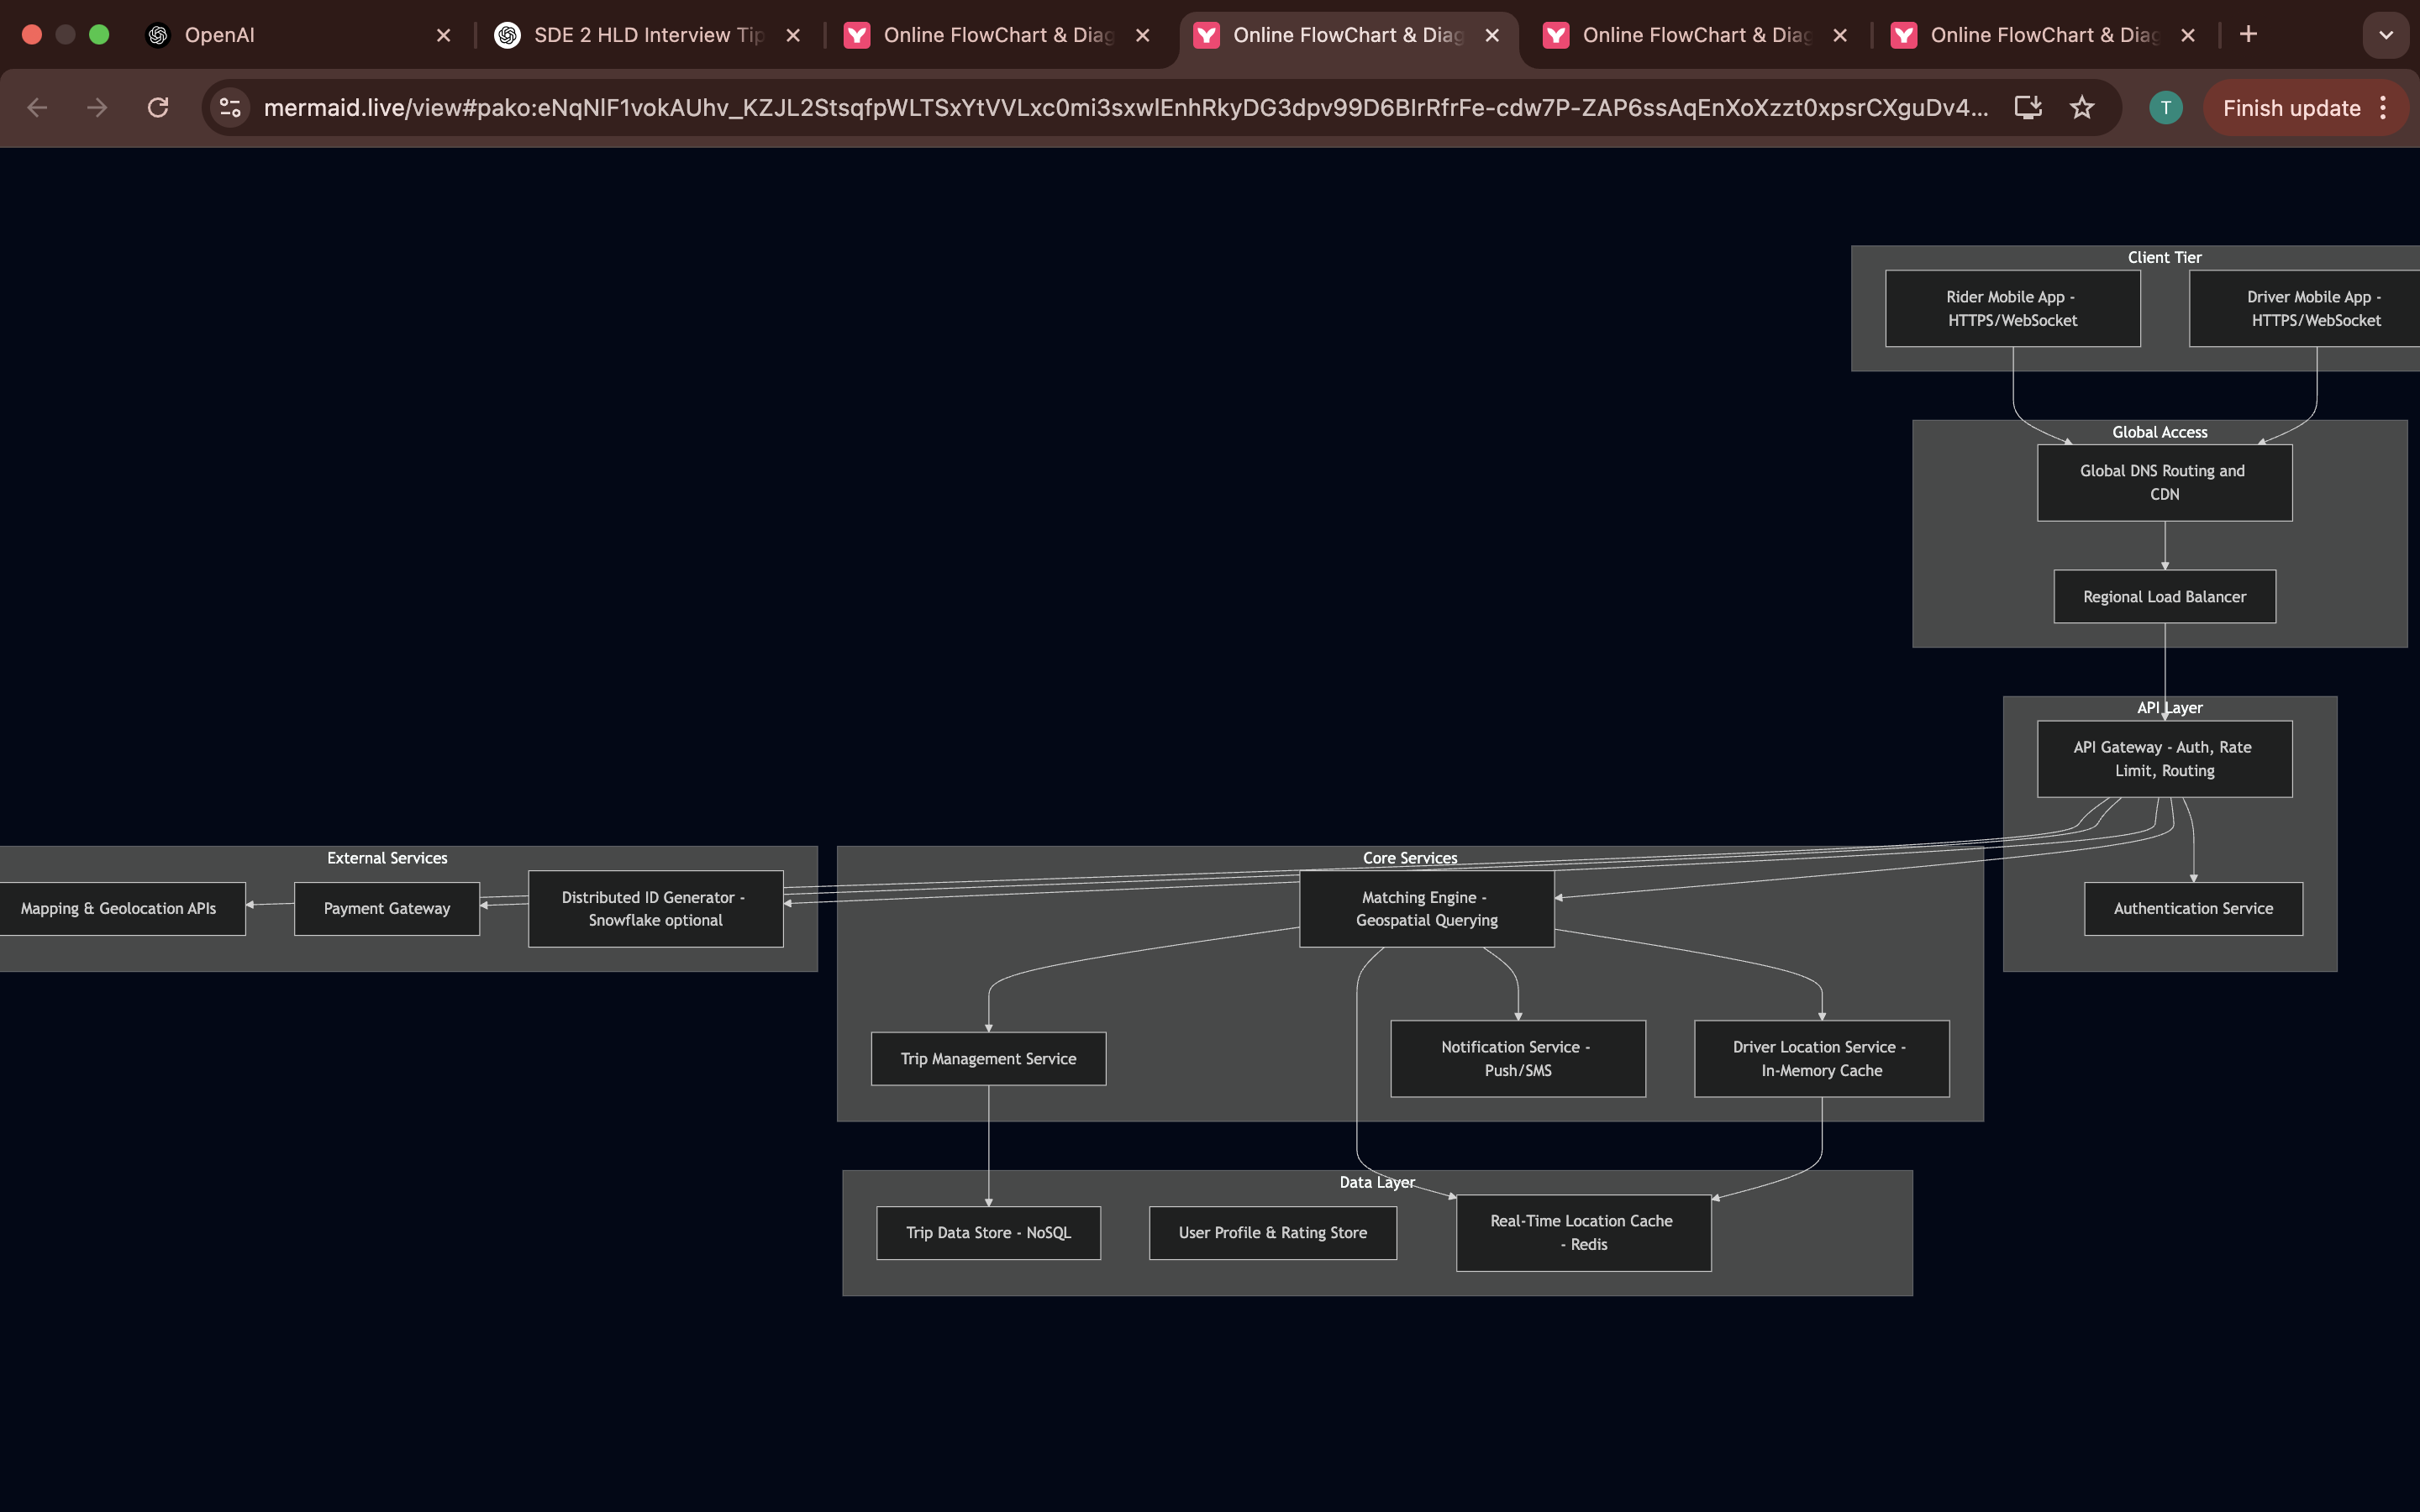 OpenAI
SDE 2 HLD Interview Tip
Online FlowChart & Diag
Online FlowChart & Diag
Online FlowChart & Diag
Online FlowChart & Diag
mermaid.live/view#pako:eNqNlF1vokAUhv_KZJL2StsqfpWLTSxYtVVLxc0mi3sxwlEnhRkyDG3dpv99D6BIrRfrFe-cdw7P-ZAP6ssAqEnXoXzzt0xpsrCXguDv4...
T
Finish update
Client Tier
Rider Mobile App -
HTTPS/WebSocket
Driver Mobile App -
HTTPS/WebSocket
Global Access
Global DNS Routing and
CDN
Regional Load Balancer
API Layer
API Gateway - Auth, Rate
Limit, Routing
External Services
Core Services
Mapping & Geolocation APIs
Payment Gateway
Distributed ID Generator -
Snowflake optional
Matching Engine -
Geospatial Querying
Authentication Service
Trip Management Service
Notification Service -
Push/SMS
Driver Location Service -
In-Memory Cache
Data Layer
Trip Data Store - NoSQL
User Profile & Rating Store
Real-Time Location Cache
- Redis